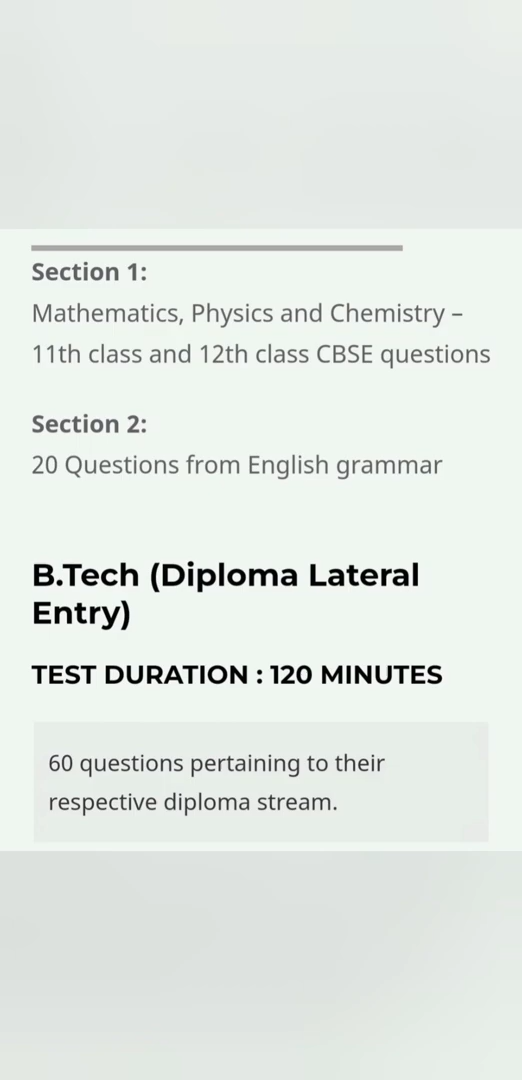 Section 1:
Mathematics, Physics and Chemistry –
11th class and 12th class CBSE questions
Section 2:
20 Questions from English grammar
B.Tech (Diploma Lateral
Entry)
TEST DURATION : 120 MINUTES
60 questions pertaining to their
respective diploma stream.